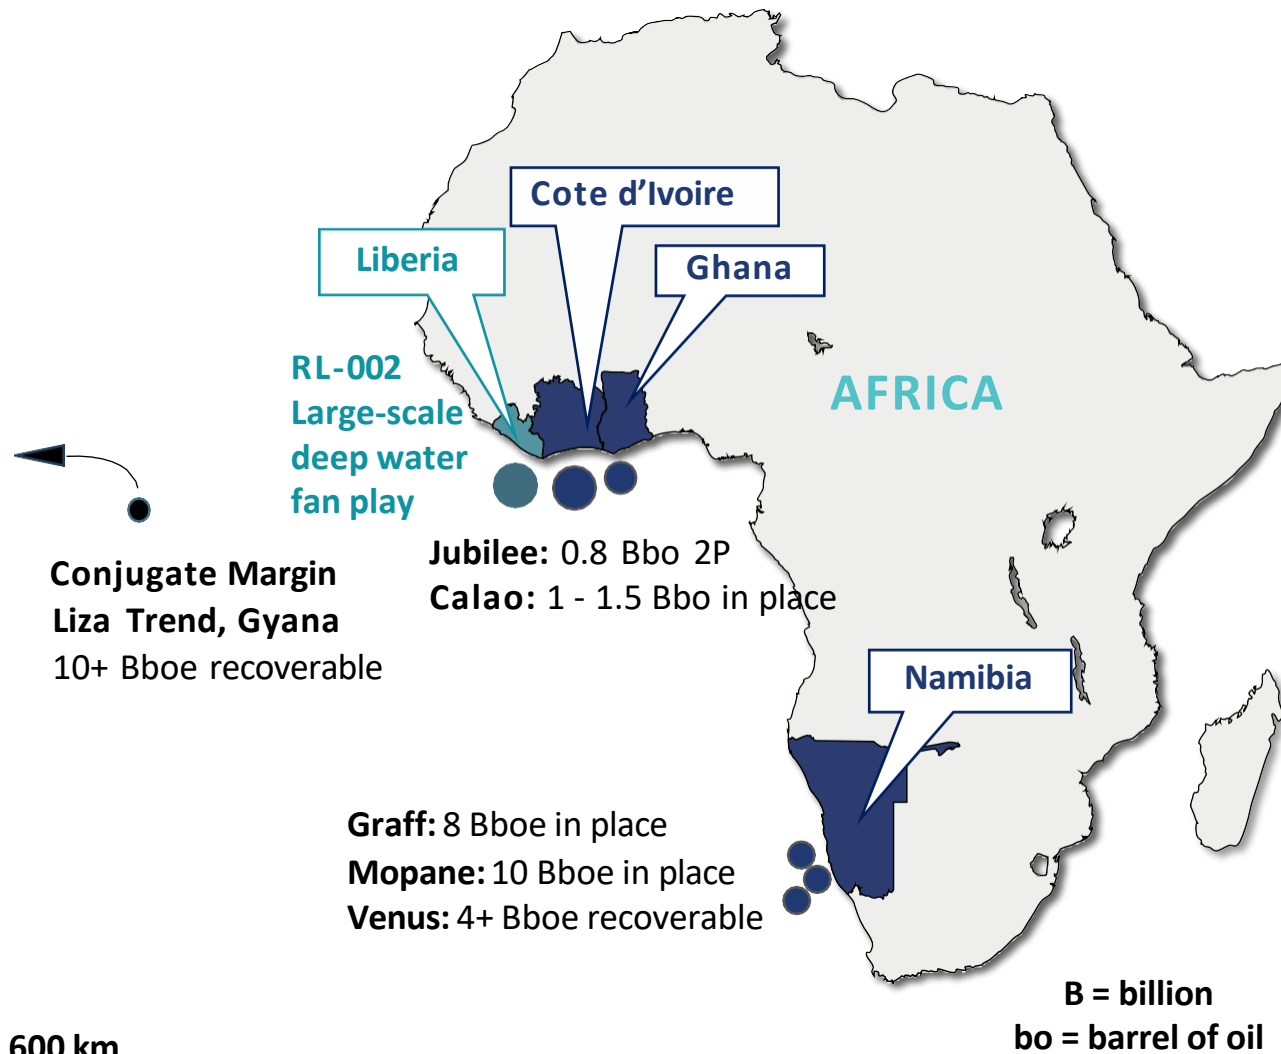 Cote d’Ivoire
Liberia
Ghana
RL-002
Large-scale
deep water
fan play
AFRICA
Conjugate Margin
Liza Trend, Gyana
10+ Bboe recoverable
Jubilee: 0.8 Bbo 2P
Calao: 1 - 1.5 Bbo in place
Namibia
Graff: 8 Bboe in place
Mopane: 10 Bboe in place
Venus: 4+ Bboe recoverable
B = billion
bo = barrel of oil
600 km